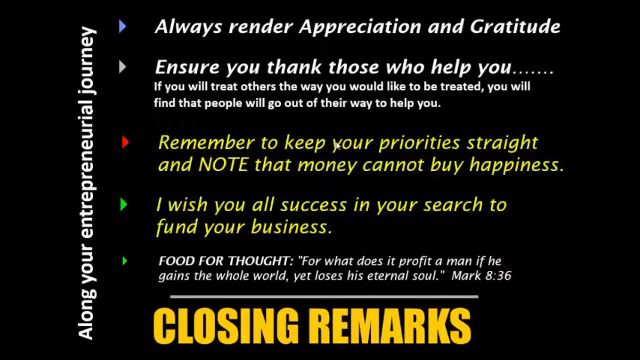 Along your entrepreneurial journey
Always render Appreciation and Gratitude
Ensure you thank those who help you.......
If you will treat others the way you would like to be treated, you will
find that people will go out of their way to help you.
Remember to keep your priorities straight
and NOTE that money cannot buy happiness.
I wish you all success in your search to
fund your business.
FOOD FOR THOUGHT: "For what does it profit a man if he
gains the whole world, yet loses his eternal soul."  Mark 8:36
CLOSING REMARKS